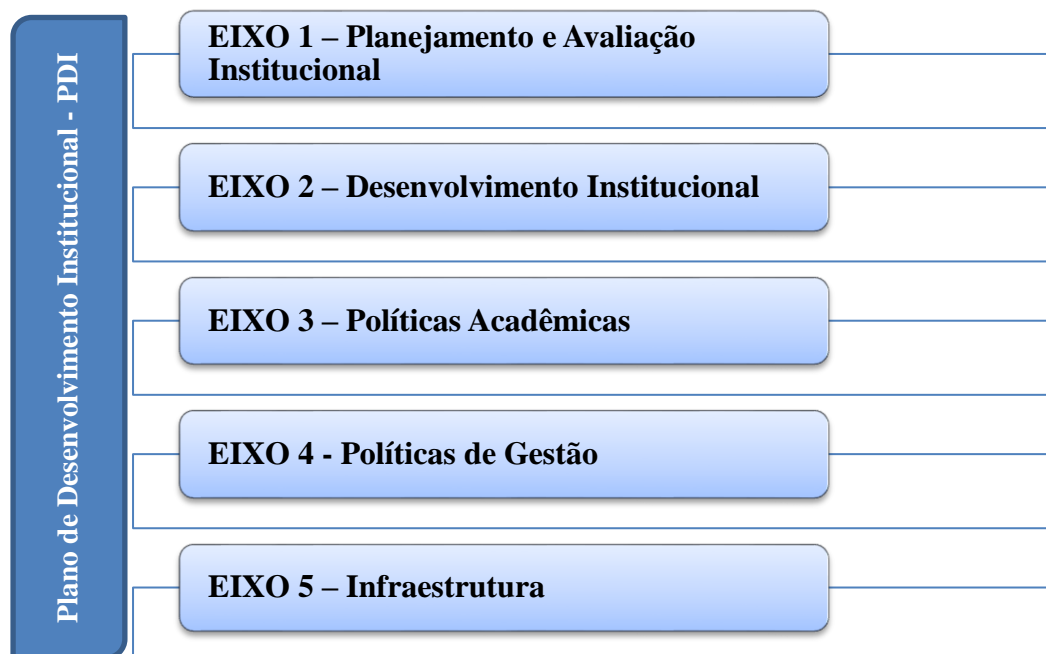 Plano de Desenvolvimento Institucional - PDI
EIXO 1 – Planejamento e Avaliação
Institucional
EIXO 2 – Desenvolvimento Institucional
EIXO 3 – Políticas Acadêmicas
EIXO 4 - Políticas de Gestão
EIXO 5 – Infraestrutura